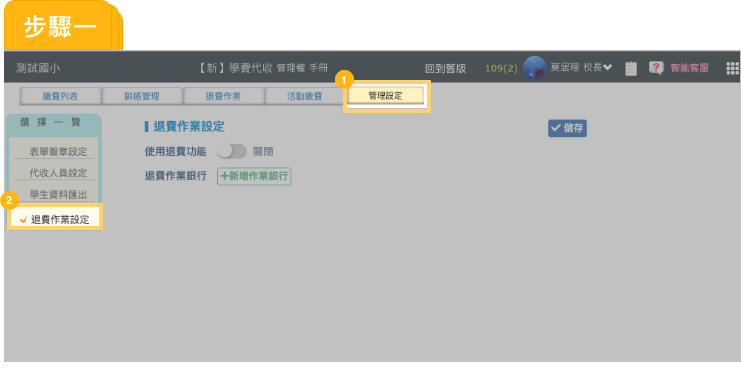 步驟一
測試國小 【新】學費代收 管理權 手冊 回到舊版 109(2) 莫居理 校長 智能客服
1
繳費列表 銷帳管理 退費作業 活動繳費 管理設定
選擇一覽
退費作業設定 儲存
表單簽章設定
使用退費功能 關閉
代收人員設定
退費作業銀行 +新增作業銀行
學生資料匯出
2
退費作業設定